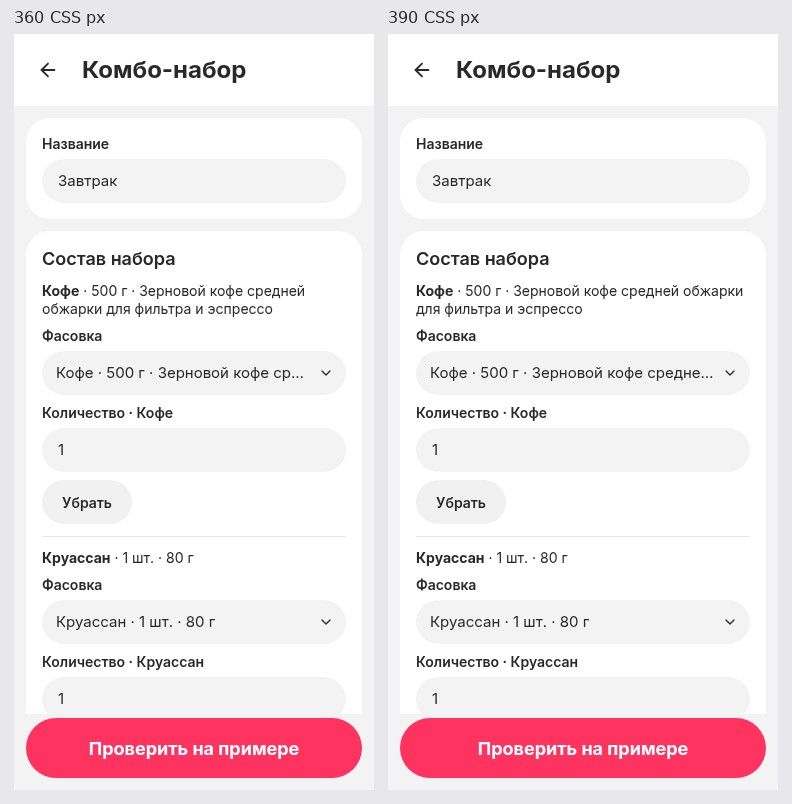 360 CSS px
Комбо-набор
Название
Завтрак
Состав набора
Кофе · 500 г · Зерновой кофе средней
обжарки для фильтра и эспрессо
Фасовка
Кофе · 500 г · Зерновой кофе ср...
Количество · Кофе
1
Убрать
Круассан · 1 шт. · 80 г
Фасовка
Круассан · 1 шт. · 80 г
Количество · Круассан
1
Проверить на примере
390 CSS px
Комбо-набор
Название
Завтрак
Состав набора
Кофе · 500 г · Зерновой кофе средней обжарки
для фильтра и эспрессо
Фасовка
Кофе · 500 г · Зерновой кофе средне...
Количество · Кофе
1
Убрать
Круассан · 1 шт. · 80 г
Фасовка
Круассан · 1 шт. · 80 г
Количество · Круассан
1
Проверить на примере